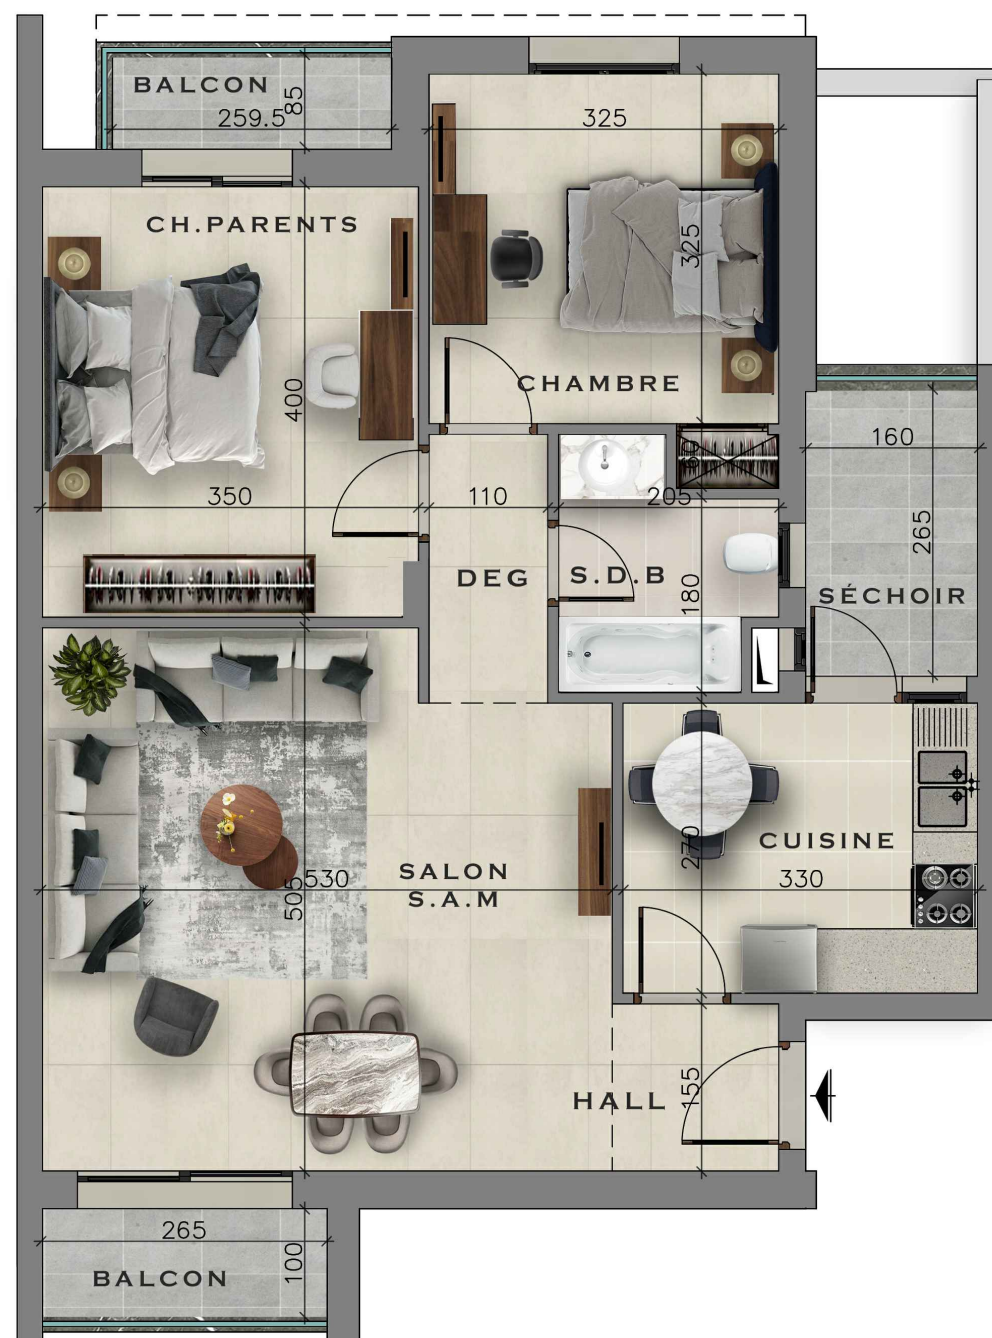 BALCON
85
259.5
325
CH.PARENTS
325
CHAMBRE
400
160
60
350
110
205
265
DEG
S.D.B
180
SÉCHOIR
270
CUISINE
SALON
S.A.M
530
505
330
HALL
155
265
100
BALCON